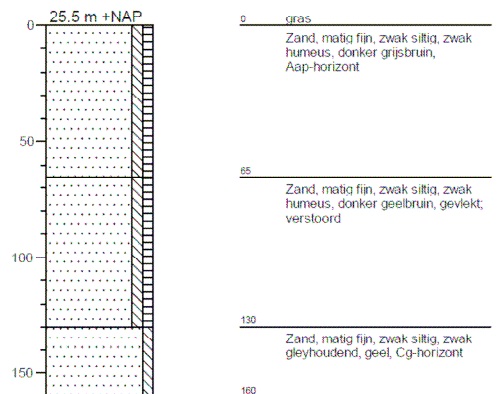 25.5 m +NAP
0
50
100
150
0 gras
Zand, matig fijn, zwak siltig, zwak
humeus, donker grijsbruin,
Aap-horizont
65
Zand, matig fijn, zwak siltig, zwak
humeus, donker geelbruin, gevlekt;
verstoord
130
Zand, matig fijn, zwak siltig, zwak
gleyhoudend, geel, Cg-horizont
160